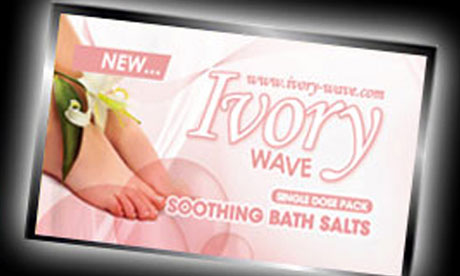 NEW...
www.ivory-wave.com
Ivory
WAVE
SINGLE DOSE PACK
SOOTHING BATH SALTS